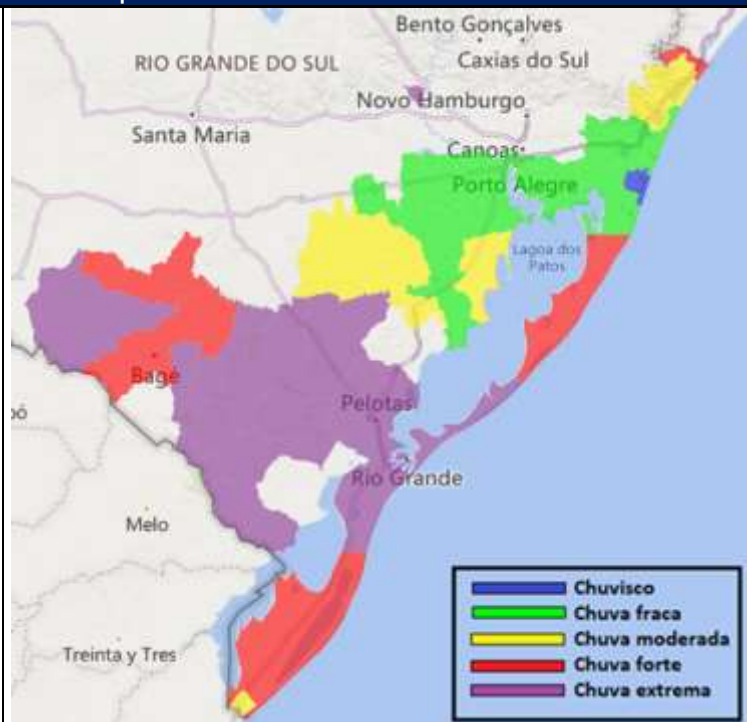 Bento Gonçalves
RIO GRANDE DO SUL
Caxias do Sul
Novo Hamburgo
Santa Maria
Canoas
Porto Alegre
Lagoa dos
Patos
Bagé
Pelotas
Rio Grande
Melo
Treinta y Tres
Chuvisco
Chuva fraca
Chuva moderada
Chuva forte
Chuva extrema